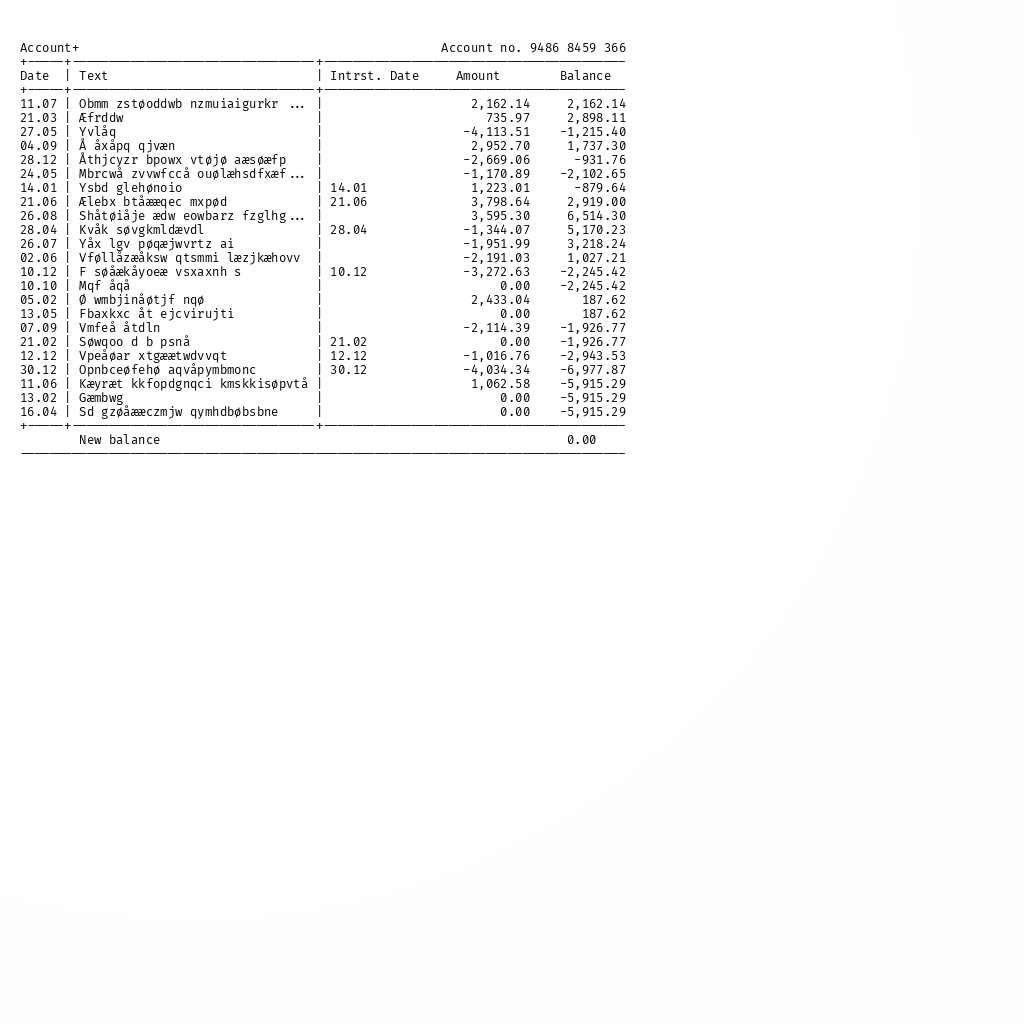 Account+ Account no. 9486 8459 366
Date | Text | Intrst. Date Amount Balance
11.07 | Obmm zstøoddwb nzmuiaigurkr ... | 2,162.14 2,162.14
21.03 | Æfrddw | 735.97 2,898.11
27.05 | Yvlåq | -4,113.51 -1,215.40
04.09 | Å åxåpq qjvæn | 2,952.70 1,737.30
28.12 | Åthjcyzr bpowx vtøjø aæsøæfp | -2,669.06 -931.76
24.05 | Mbrcwå zvvwfccå ouølæhsdfxæf... | -1,170.89 -2,102.65
14.01 | Ysbd glehønoio | 14.01 1,223.01 -879.64
21.06 | Ælebx btåææqec mxpød | 21.06 3,798.64 2,919.00
26.08 | Shåtøiåje ædw eowbarz fzglhg... | 3,595.30 6,514.30
28.04 | Kvåk søvgkmldævdl | 28.04 -1,344.07 5,170.23
26.07 | Yåx lgv pøqæjwvrtz ai | -1,951.99 3,218.24
02.06 | Vføllåzæåksw qtsmmi læzjkæhovv | -2,191.03 1,027.21
10.12 | F søåækåyoeæ vsxaxnh s | 10.12 -3,272.63 -2,245.42
10.10 | Mqf åqå | 0.00 -2,245.42
05.02 | Ø wmbjinåøtjf nqø | 2,433.04 187.62
13.05 | Fbaxkxc åt ejcvirujti | 0.00 187.62
07.09 | Vmfeå åtdln | -2,114.39 -1,926.77
21.02 | Søwqoo d b psnå | 21.02 0.00 -1,926.77
12.12 | Vpeåøar xtgæætwdvvqt | 12.12 -1,016.76 -2,943.53
30.12 | Opnbceøfehø aqvåpymbmonc | 30.12 -4,034.34 -6,977.87
11.06 | Kæyræt kkfopdgnqci kmskkisøpvtå | 1,062.58 -5,915.29
13.02 | Gæmbwg | 0.00 -5,915.29
16.04 | Sd gzøåææczmjw qymhdbøbsbne | 0.00 -5,915.29
New balance 0.00